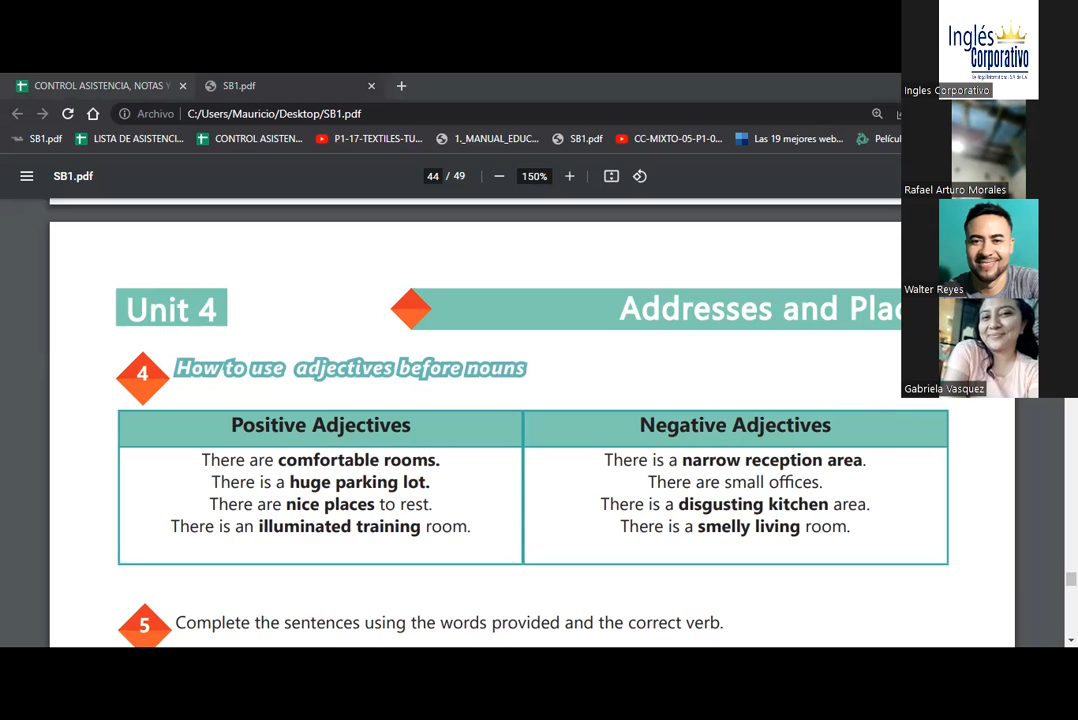 Inglés
Corporativo
Ingles Corporativo
CONTROL ASISTENCIA, NOTAS Y
SB1.pdf
Archivo
C:/Users/Mauricio/Desktop/SB1.pdf
SB1.pdf
LISTA DE ASISTENCI...
CONTROL ASISTEN...
P1-17-TEXTILES-TU...
1._MANUAL_EDUC...
SB1.pdf
CC-MIXTO-05-P1-0...
Las 19 mejores web...
Películ
SB1.pdf
44 / 49
150%
Rafael Arturo Morales
Walter Reyes
Gabriela Vasquez
Unit 4
Addresses and Plac
4
How to use adjectives before nouns
Positive Adjectives
There are comfortable rooms.
There is a huge parking lot.
There are nice places to rest.
There is an illuminated training room.
Negative Adjectives
There is a narrow reception area.
There are small offices.
There is a disgusting kitchen area.
There is a smelly living room.
5
Complete the sentences using the words provided and the correct verb.